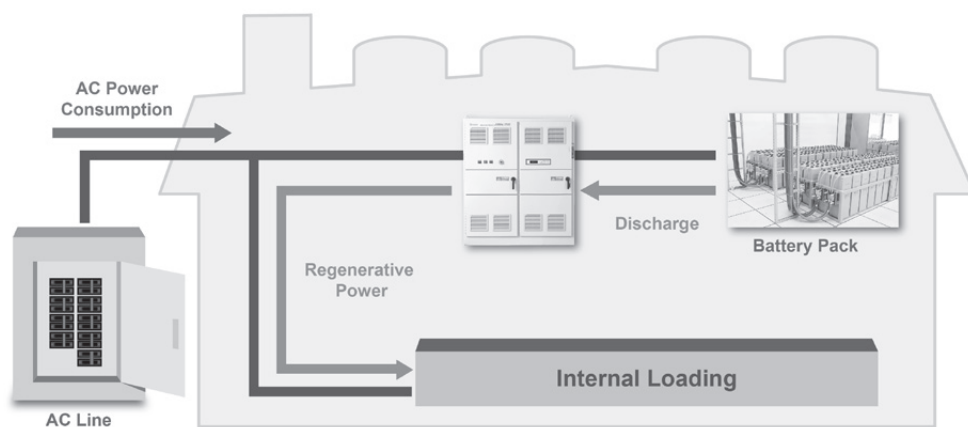 AC Power
Consumption
Discharge
Battery Pack
Regenerative
Power
Internal Loading
AC Line